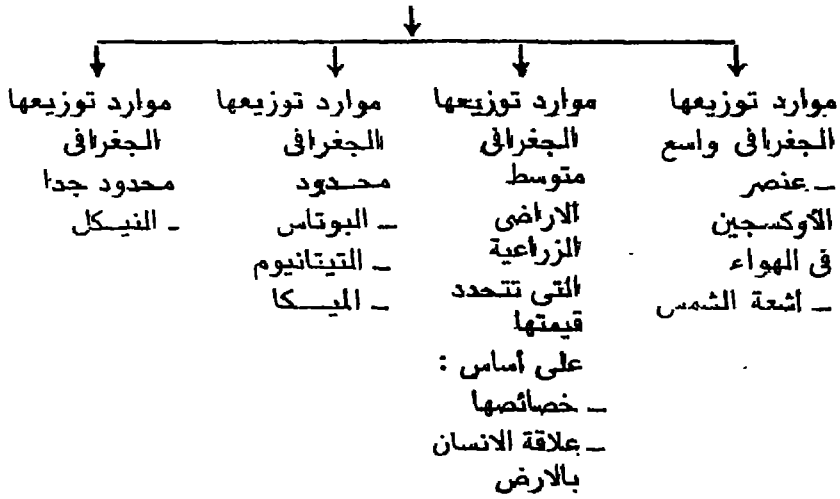 موارد توزيعها
الجغرافى واسع
ـ عنصر
الأوكسجين
فى الهواء
ـ أشعة الشمس
موارد توزيعها
الجغرافى
متوسط
الاراضى
الزراعية
التى تتحدد
قيمتها
على أساس :
ـ خصائصها
ـ علاقة الانسان
بالارض
موارد توزيعها
الجغرافى
محدود
ـ البوتاس
ـ التيتانيوم
ـ الميكا
موارد توزيعها
الجغرافى
محدود جدا
ـ النيكل